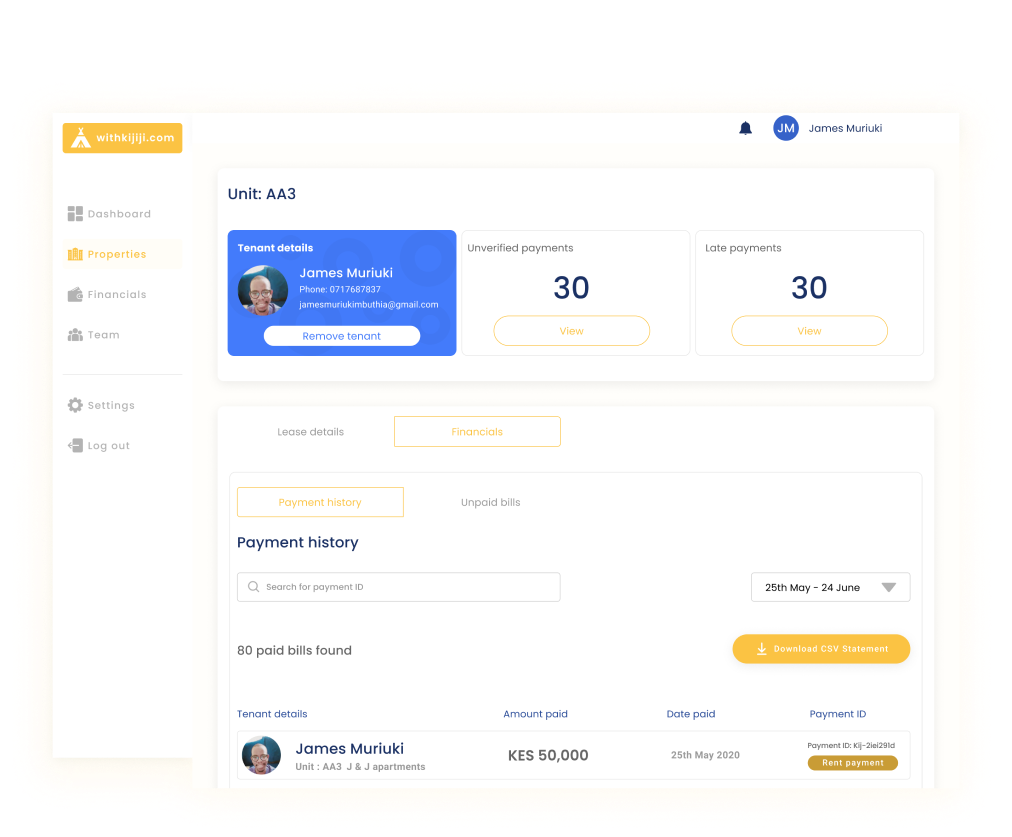 withkijiji.com
JM James Muriuki
Dashboard
Properties
Financials
Team
Settings
Log out
Unit: AA3
Tenant details
James Muriuki
Phone: 0717687837
jamesmuriukimbuthia@gmail.com
Remove tenant
Unverified payments
30
View
Late payments
30
View
Lease details Financials
Payment history Unpaid bills
Payment history
Search for payment ID
25th May - 24 June
80 paid bills found
Download CSV Statement
Tenant details Amount paid Date paid Payment ID
James Muriuki
Unit : AA3 J & J apartments
KES 50,000
25th May 2020
Payment ID: Kij-2iei291d
Rent payment